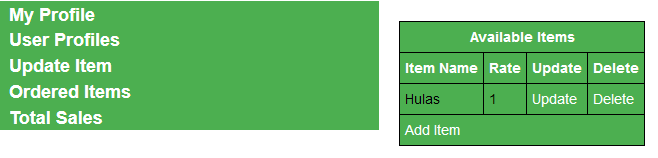 My Profile
User Profiles
Update Item
Ordered Items
Total Sales
Available Items
Item Name Rate Update Delete
Hulas 1 Update Delete
Add Item